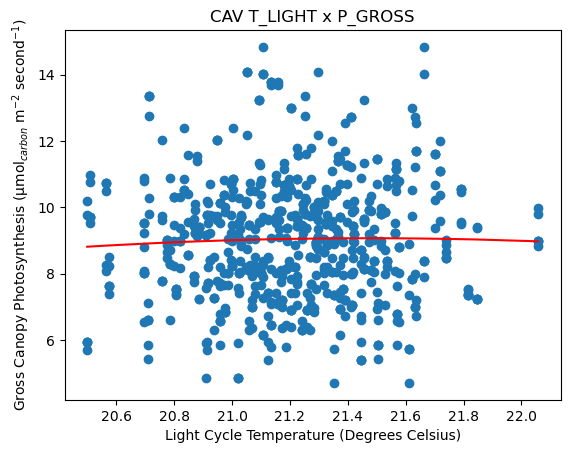 CAV T_LIGHT x P_GROSS
Gross Canopy Photosynthesis (µmol_carbon m⁻² second⁻¹)
14
12
10
8
6
20.6 20.8 21.0 21.2 21.4 21.6 21.8 22.0
Light Cycle Temperature (Degrees Celsius)